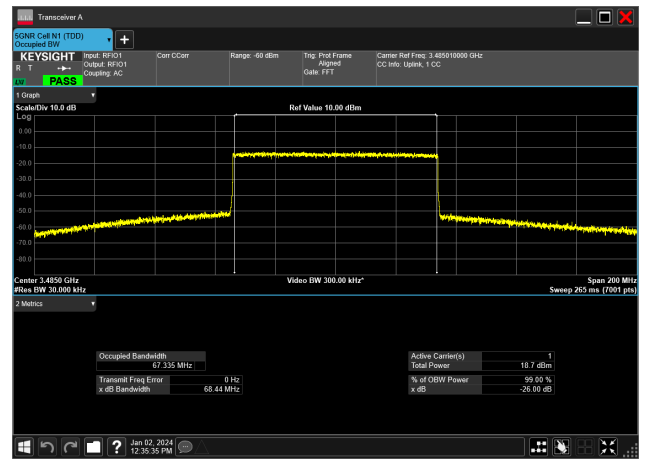 Transceiver A
5GNR Cell N1 (TDD)
Occupied BW
KEYSIGHT Input: RFIO1 Corr CCorr Range: -60 dBm Trig: Prot Frame Carrier Ref Freq: 3.485010000 GHz
R T Output: RFIO1 Aligned CC Info: Uplink, 1 CC
Coupling: AC Gate: FFT
LW PASS
1 Graph
Scale/Div 10.0 dB Ref Value 10.00 dBm
Log
0.00
-10.0
-20.0
-30.0
-40.0
-50.0
-60.0
-70.0
-80.0
Center 3.4850 GHz Video BW 300.00 kHz* Span 200 MHz
#Res BW 30.000 kHz Sweep 265 ms (7001 pts)
2 Metrics
Occupied Bandwidth Active Carrier(s) 1
67.335 MHz Total Power 18.7 dBm
Transmit Freq Error 0 Hz % of OBW Power 99.00 %
x dB Bandwidth 68.44 MHz x dB -26.00 dB
? Jan 02, 2024
12:35:35 PM